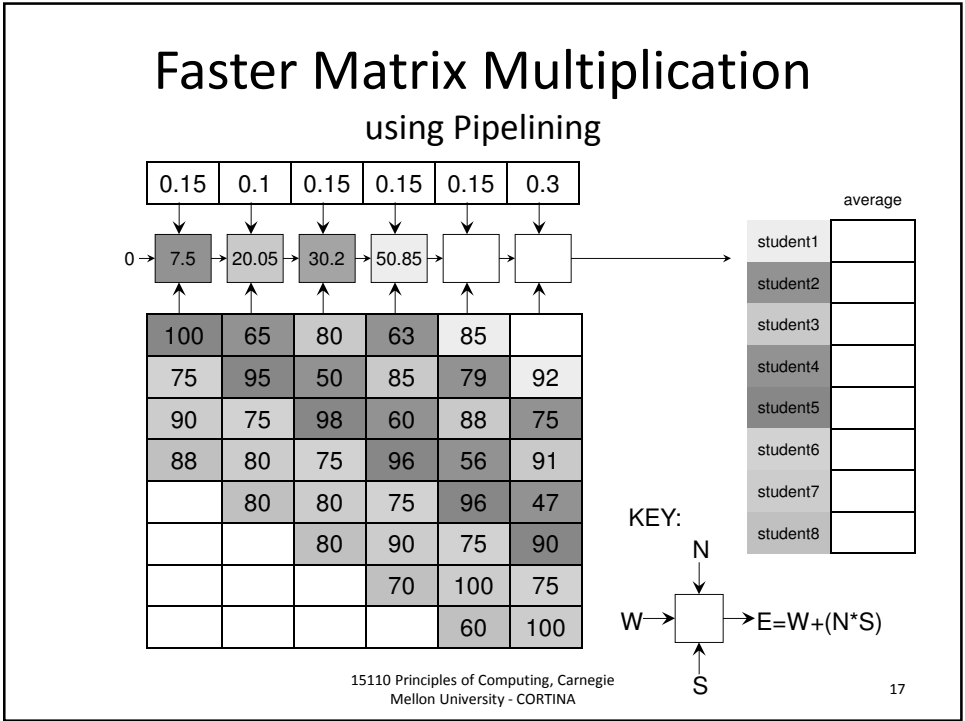 Faster Matrix Multiplication
using Pipelining
0.15 0.1 0.15 0.15 0.15 0.3
0 7.5 20.05 30.2 50.85
100 65 80 63 85
75 95 50 85 79 92
90 75 98 60 88 75
88 80 75 96 56 91
80 80 75 96 47
80 90 75 90
70 100 75
60 100
average
student1
student2
student3
student4
student5
student6
student7
student8
KEY:
N
W E=W+(N*S)
S
15110 Principles of Computing, Carnegie
Mellon University - CORTINA
17